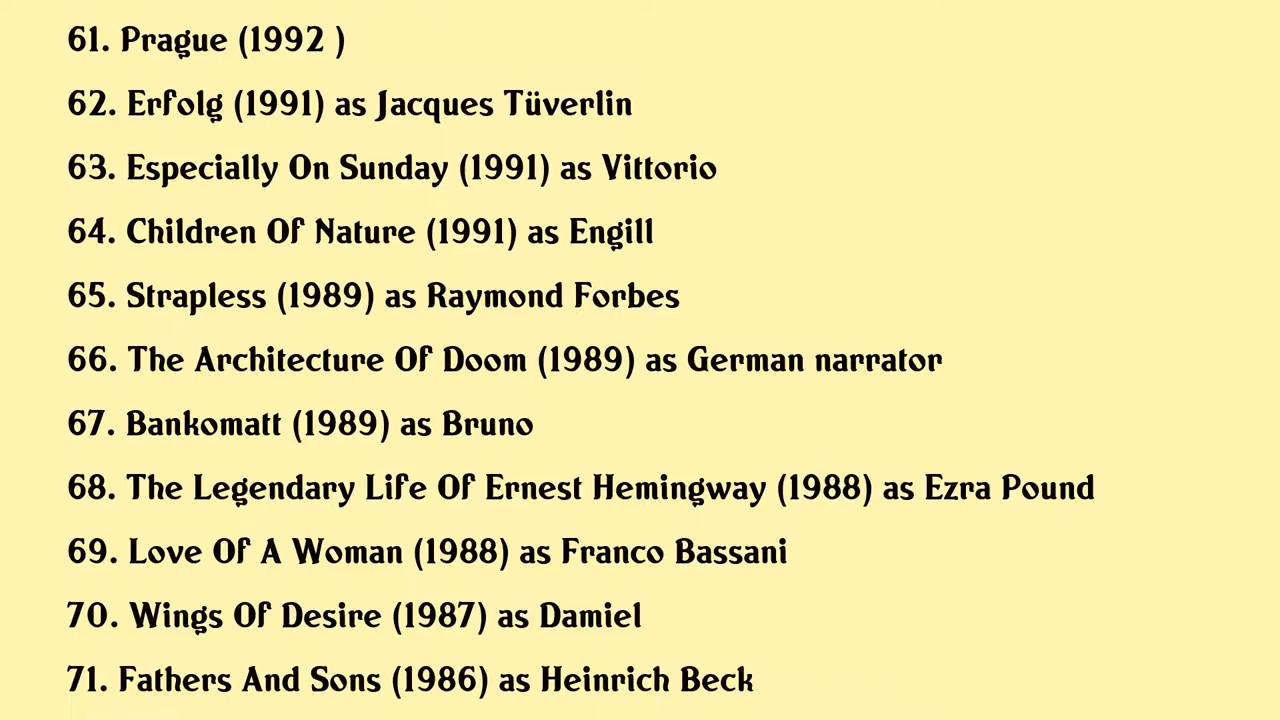 61. Prague (1992 )
62. Erfolg (1991) as Jacques Tüverlin
63. Especially On Sunday (1991) as Vittorio
64. Children Of Nature (1991) as Engill
65. Strapless (1989) as Raymond Forbes
66. The Architecture Of Doom (1989) as German narrator
67. Bankomatt (1989) as Bruno
68. The Legendary Life Of Ernest Hemingway (1988) as Ezra Pound
69. Love Of A Woman (1988) as Franco Bassani
70. Wings Of Desire (1987) as Damiel
71. Fathers And Sons (1986) as Heinrich Beck